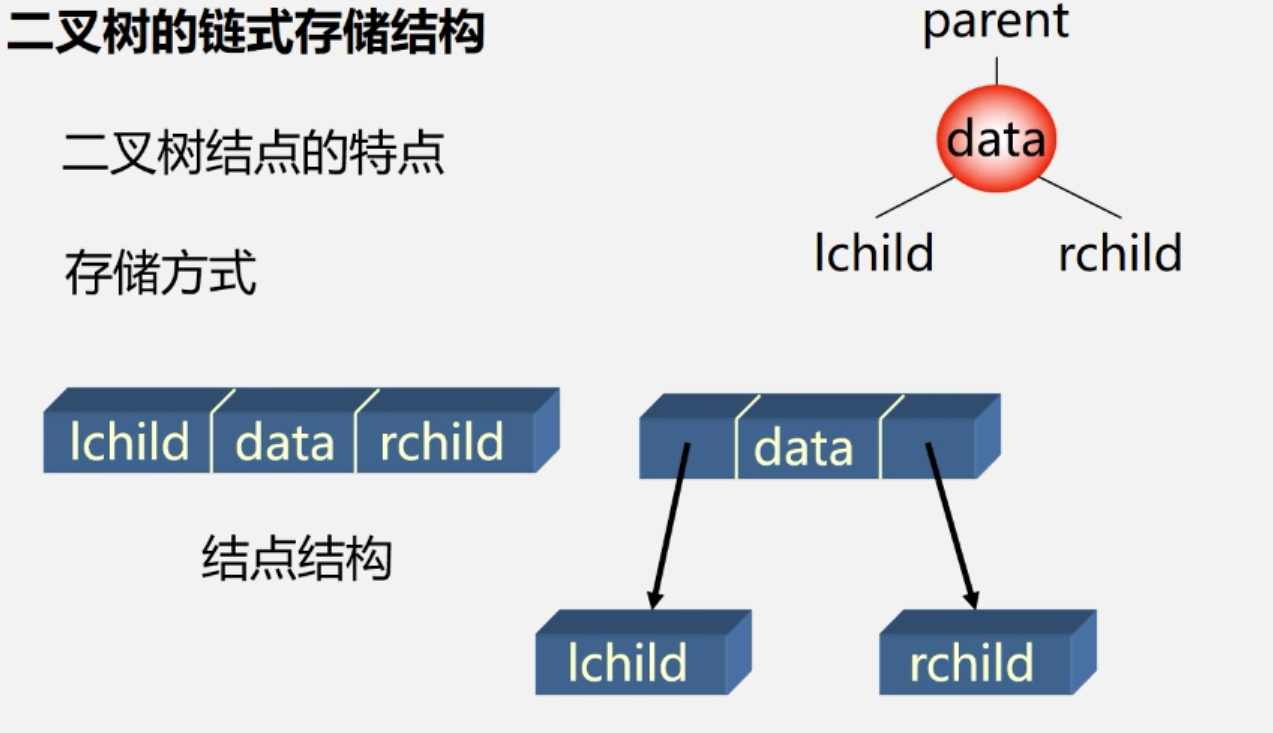 二叉树的链式存储结构
parent
二叉树结点的特点
data
lchild rchild
存储方式
lchild data rchild
data
结点结构
lchild rchild